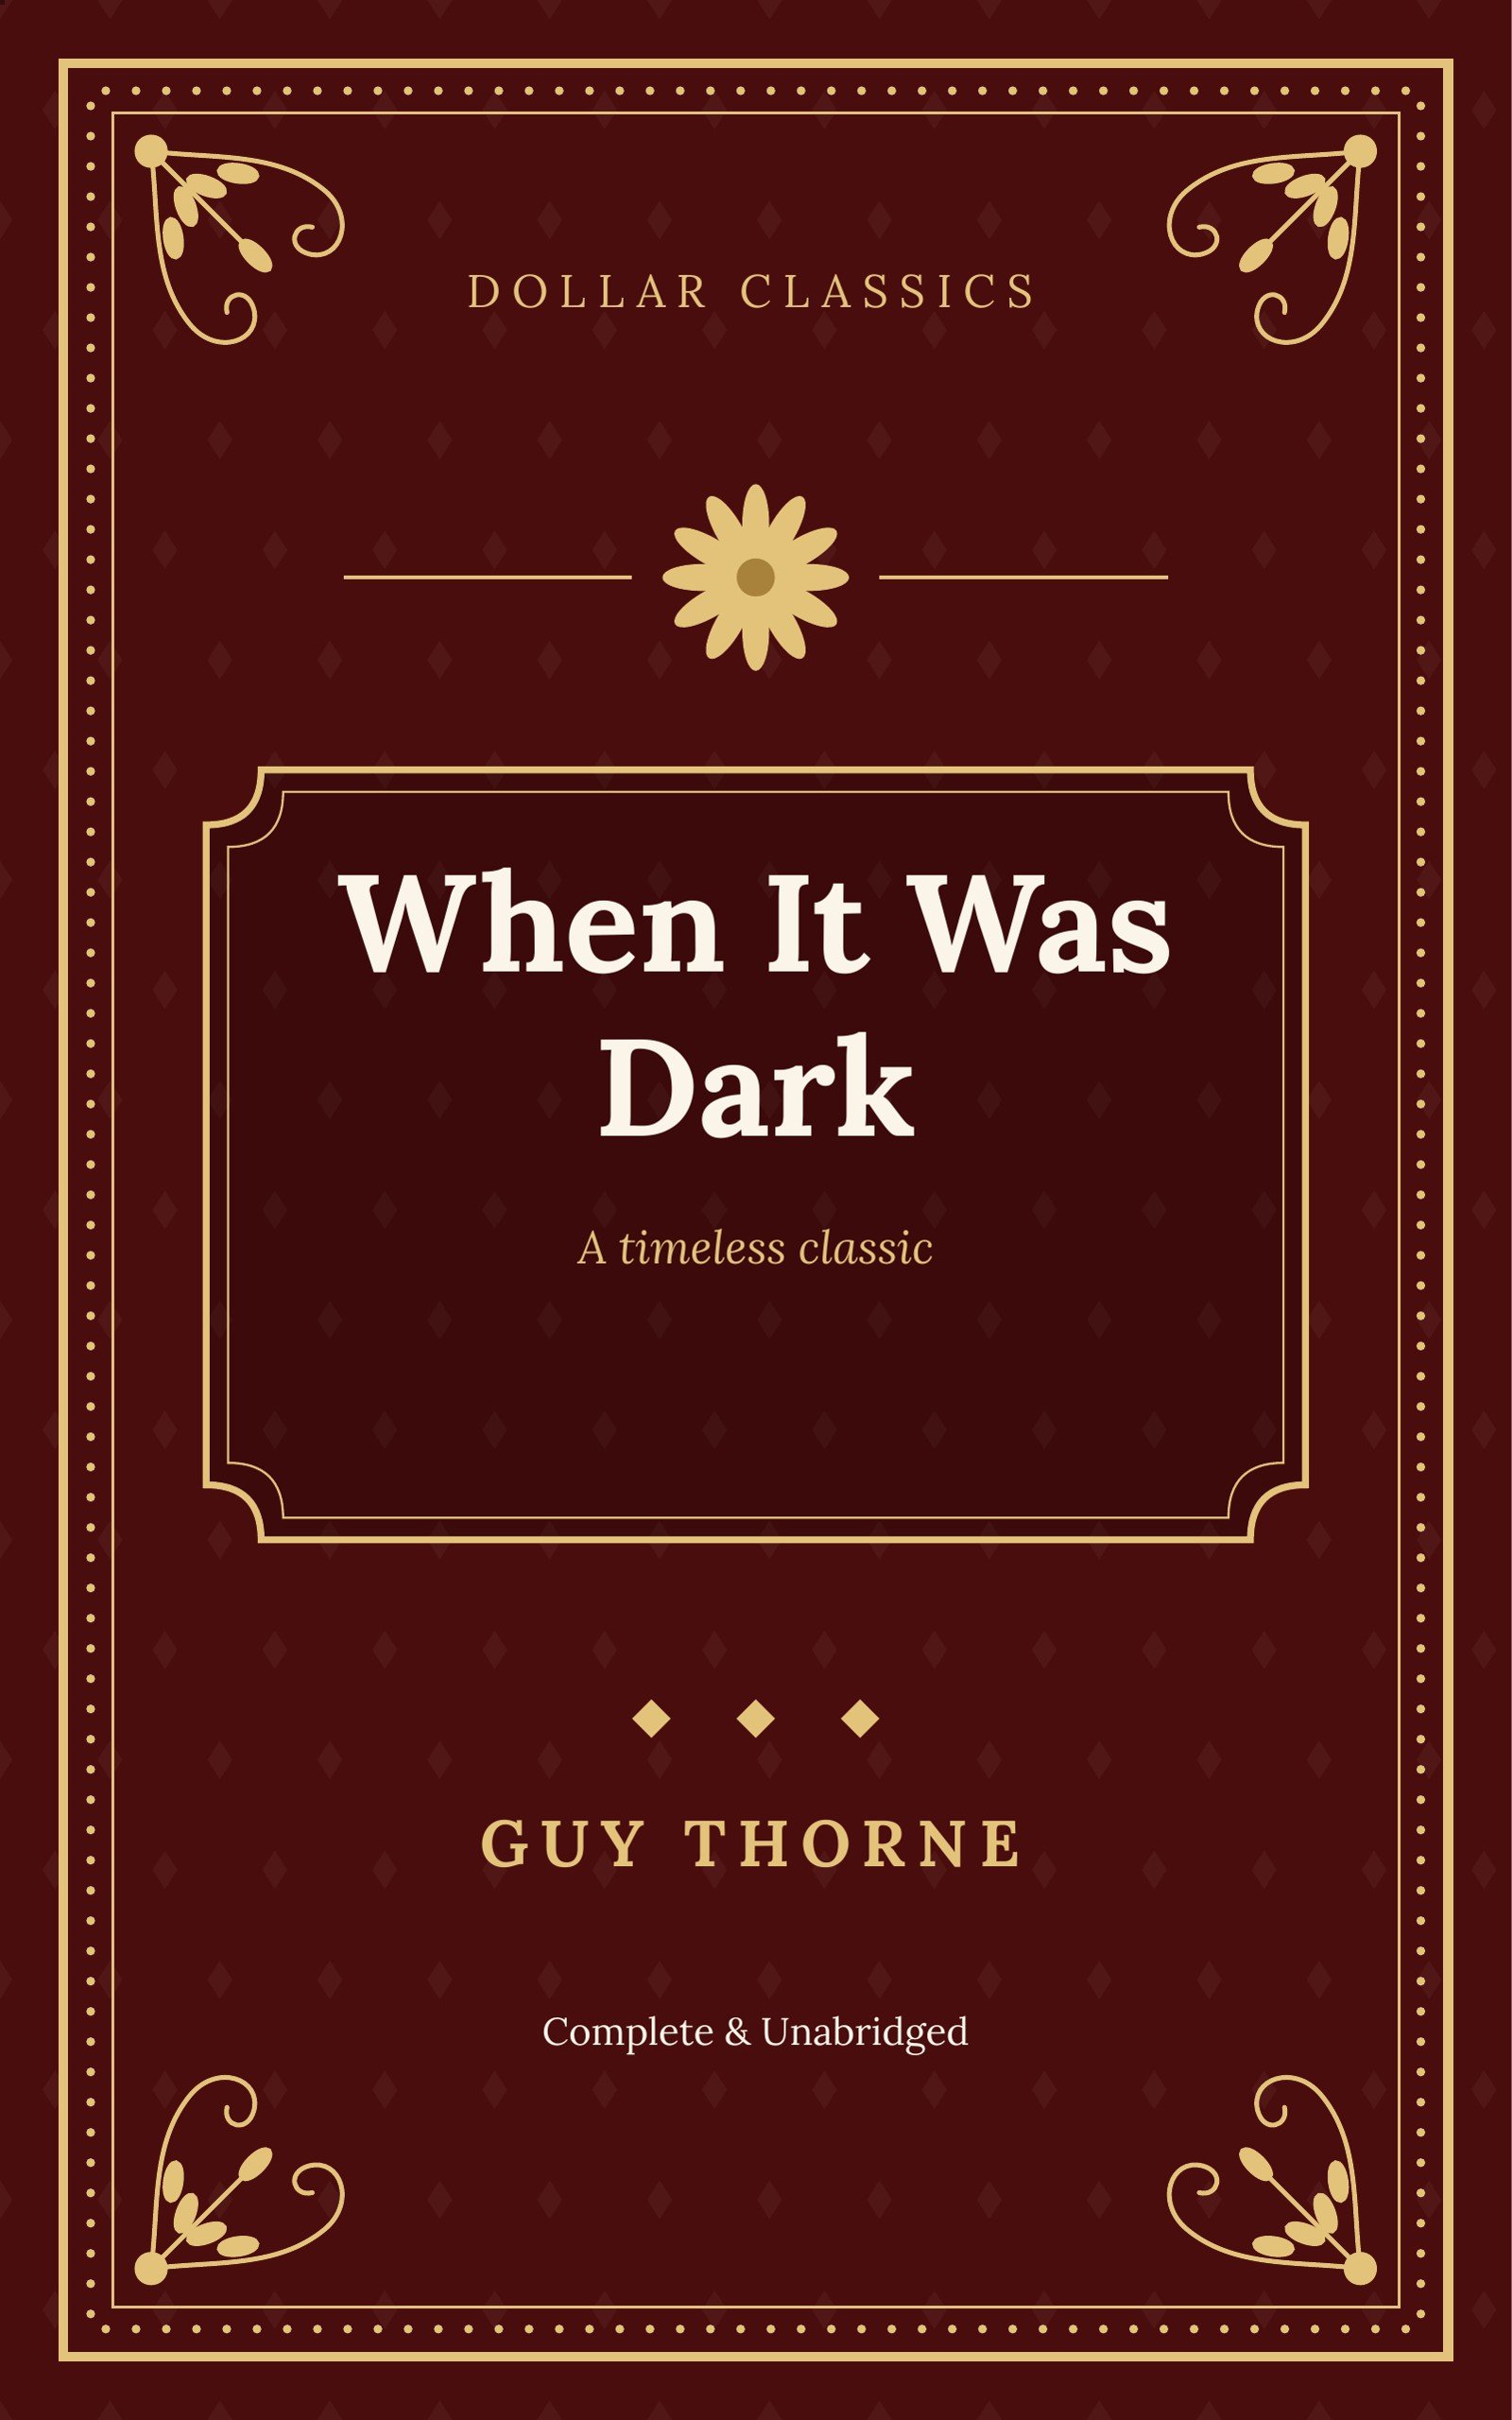 DOLLAR CLASSICS
When It Was
Dark
A timeless classic
GUY THORNE
Complete & Unabridged